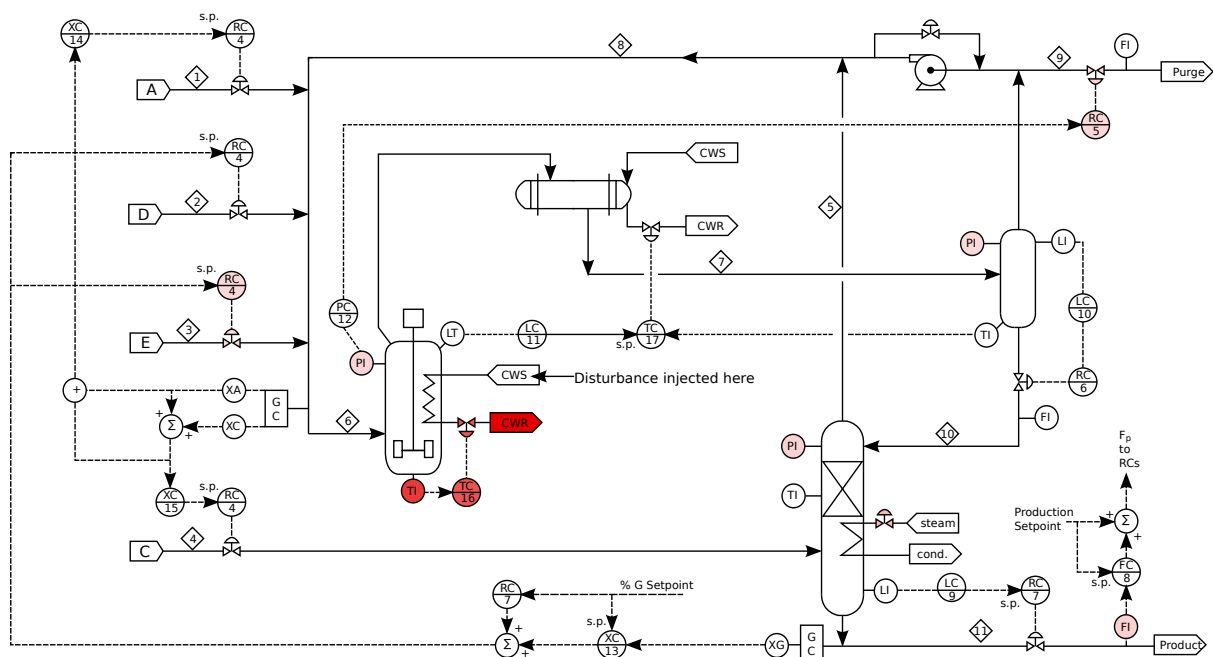 XC
14
s.p.
RC
4
8
FI
9
Purge
1
A
RC
5
s.p.
RC
4
CWS
2
D
5
CWR
PI
LI
7
s.p.
RC
4
3
E
PC
12
LC
10
LT
LC
11
s.p.
TC
17
TI
PI
CWS
Disturbance injected here
RC
6
+
XA
G
C
+
Σ
+
XC
6
CWR
FI
10
PI
Fp
to
RCs
TI
TC
16
TI
XC
15
s.p.
RC
4
Production
Setpoint
+
Σ
+
steam
4
C
cond.
s.p.
FC
8
RC
7
% G Setpoint
LI
LC
9
s.p.
RC
7
s.p.
+
Σ
+
XC
13
XG
G
C
11
FI
Product